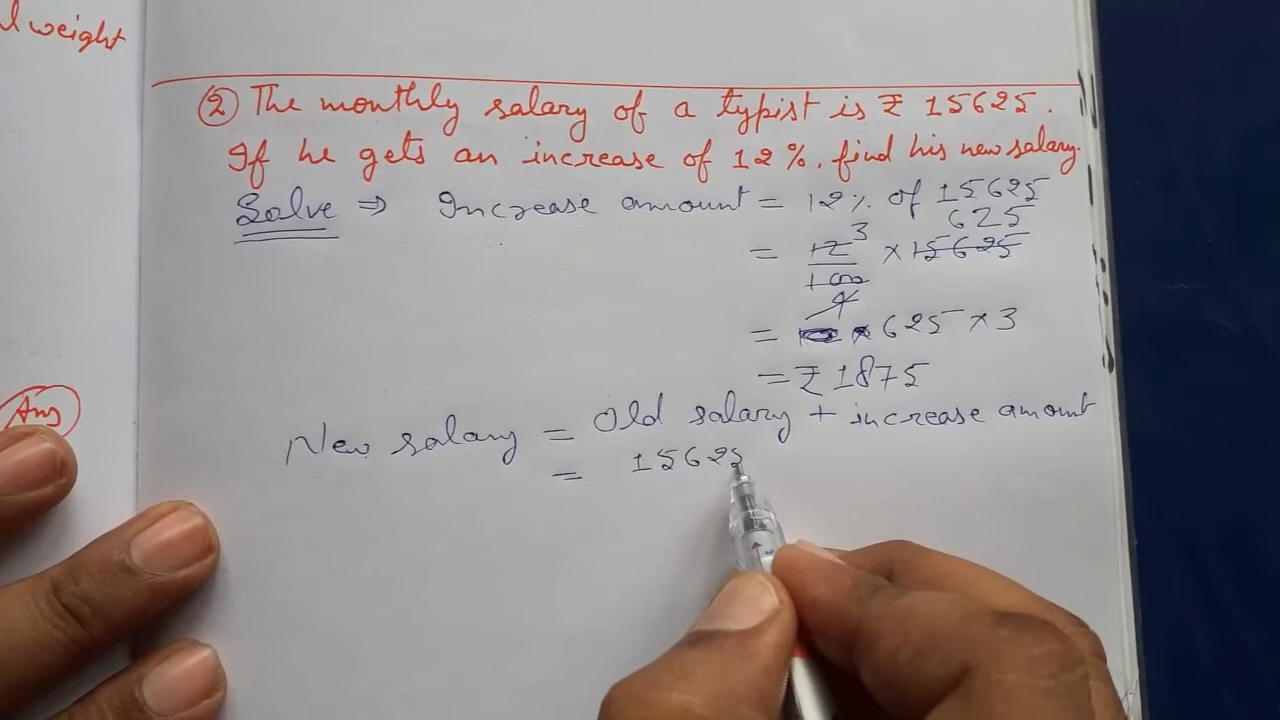 l weight
② The monthly salary of a typist is ₹ 15625.
If he gets an increase of 12%, find his new salary.
Solve ⇒ Increase amount = 12% of 15625
= 12/100 × 15625
3
625
4
= 625 × 3
= ₹ 1875
Ans
New salary = Old salary + increase amount
= 15625